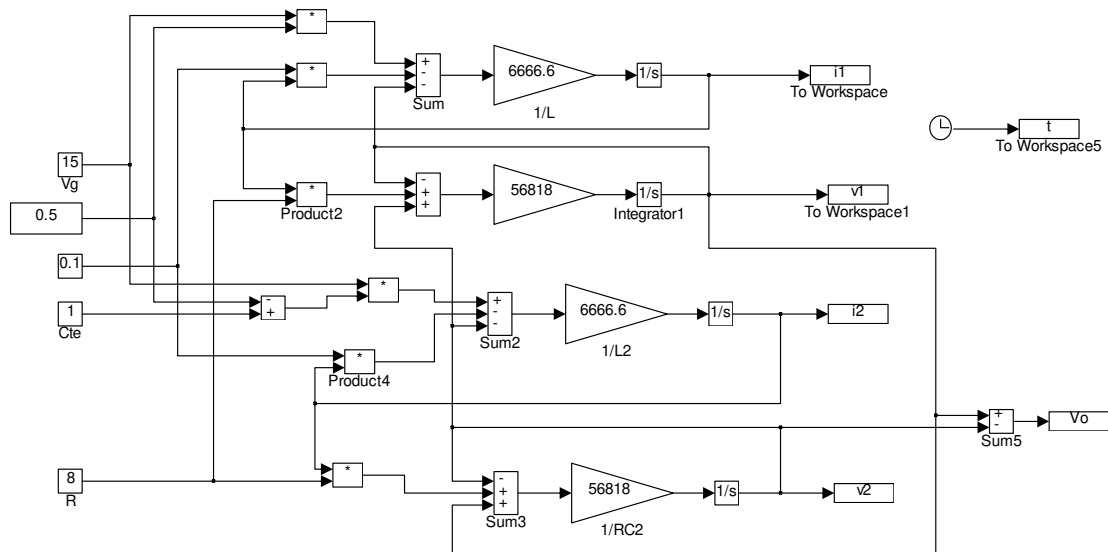 *
*
+
-
-
Sum
6666.6
1/L
1/s
i1
To Workspace
t
To Workspace5
15
Vg
0.5
*
Product2
-
+
+
56818
1/s
Integrator1
v1
To Workspace1
0.1
1
Cte
-
+
*
+
-
-
Sum2
6666.6
1/L2
1/s
i2
*
Product4
+
-
Sum5
Vo
8
R
*
-
+
+
Sum3
56818
1/RC2
1/s
v2